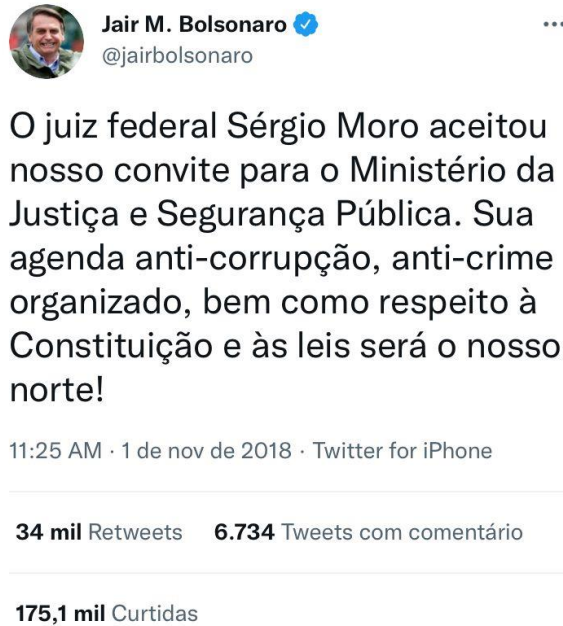 Jair M. Bolsonaro
@jairbolsonaro
O juiz federal Sérgio Moro aceitou
nosso convite para o Ministério da
Justiça e Segurança Pública. Sua
agenda anti-corrupção, anti-crime
organizado, bem como respeito à
Constituição e às leis será o nosso
norte!
11:25 AM · 1 de nov de 2018 · Twitter for iPhone
34 mil Retweets 6.734 Tweets com comentário
175,1 mil Curtidas